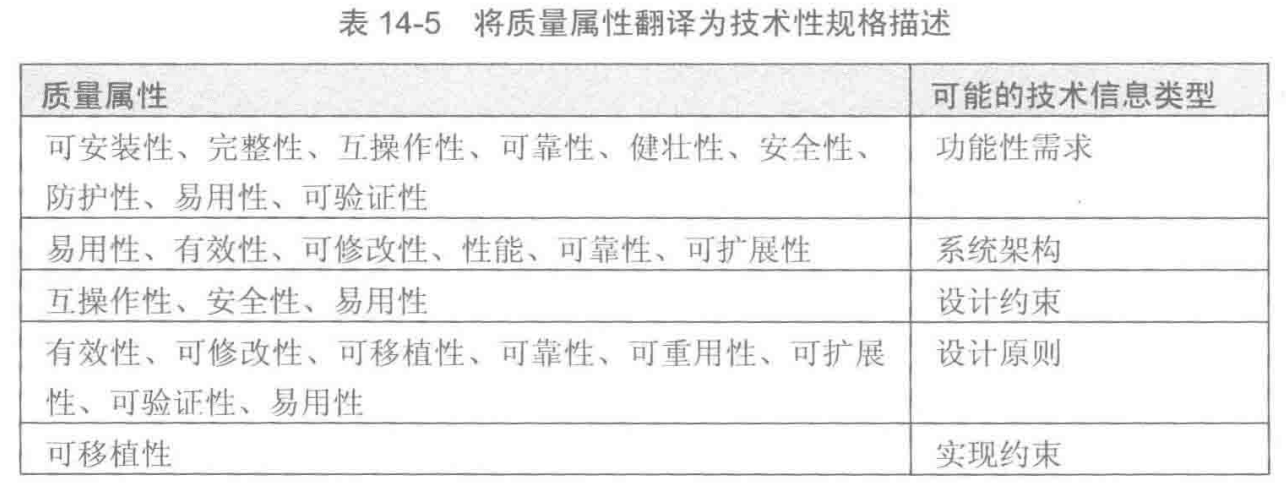 表 14-5 将质量属性翻译为技术性规格描述
质量属性
可能的技术信息类型
可安装性、完整性、互操作性、可靠性、健壮性、安全性、
防护性、易用性、可验证性
功能性需求
易用性、有效性、可修改性、性能、可靠性、可扩展性
系统架构
互操作性、安全性、易用性
设计约束
有效性、可修改性、可移植性、可靠性、可重用性、可扩展
性、可验证性、易用性
设计原则
可移植性
实现约束